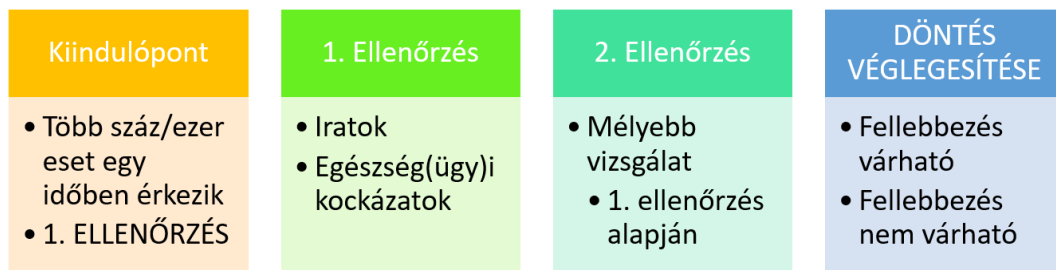 Kiindulópont
• Több száz/ezer
eset egy
időben érkezik
• 1. ELLENŐRZÉS
1. Ellenőrzés
• Iratok
• Egészség(ügy)i
kockázatok
2. Ellenőrzés
• Mélyebb
vizsgálat
• 1. ellenőrzés
alapján
DÖNTÉS
VÉGLEGESÍTÉSE
• Fellebbezés
várható
• Fellebbezés
nem várható